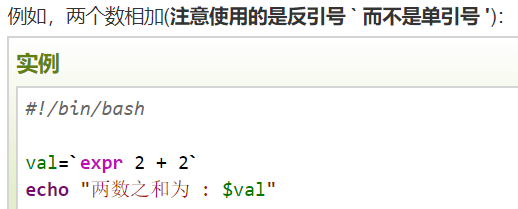 例如，两个数相加(注意使用的是反引号 ` 而不是单引号 ')：
实例
#!/bin/bash
val=`expr 2 + 2`
echo "两数之和为 : $val"